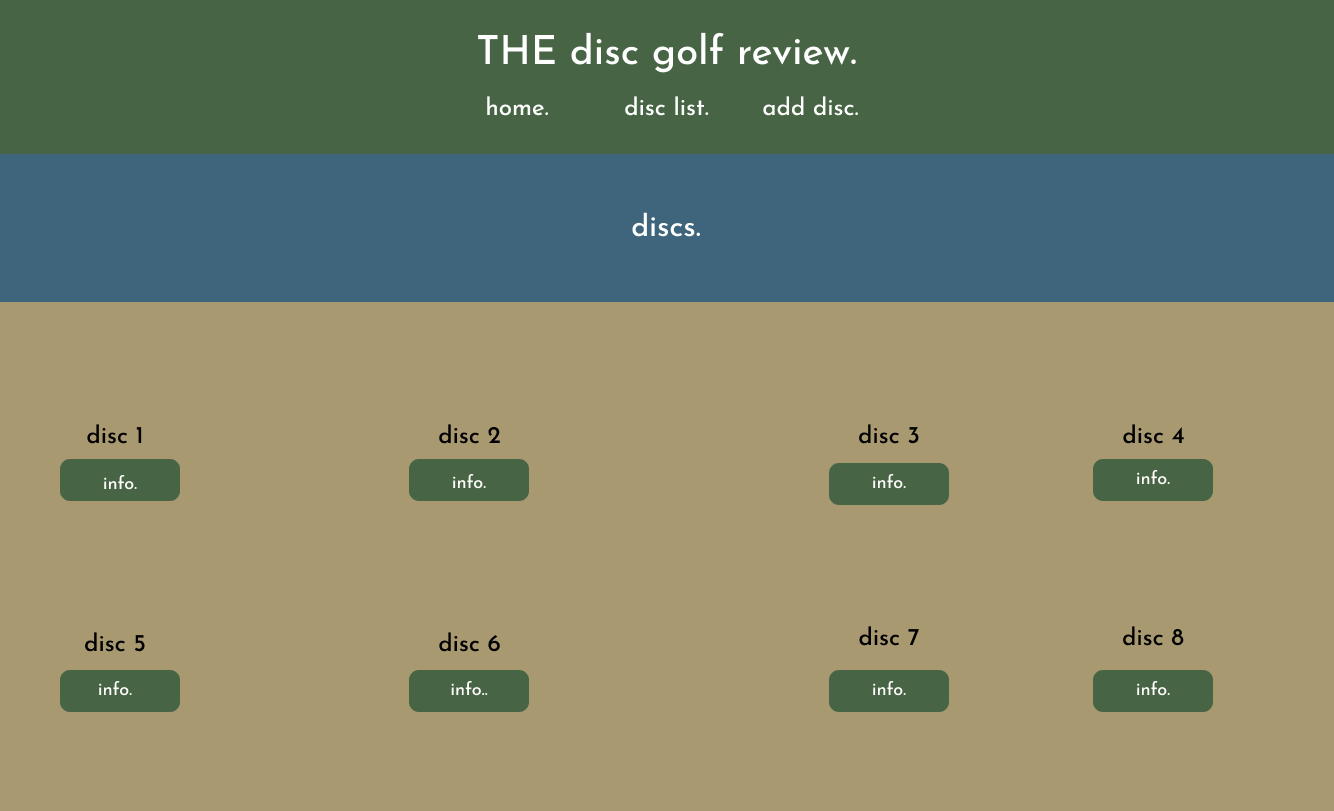 THE disc golf review.
home. disc list. add disc.
discs.
disc 1 disc 2 disc 3 disc 4
info. info. info. info.
disc 5 disc 6 disc 7 disc 8
info. info.. info. info.